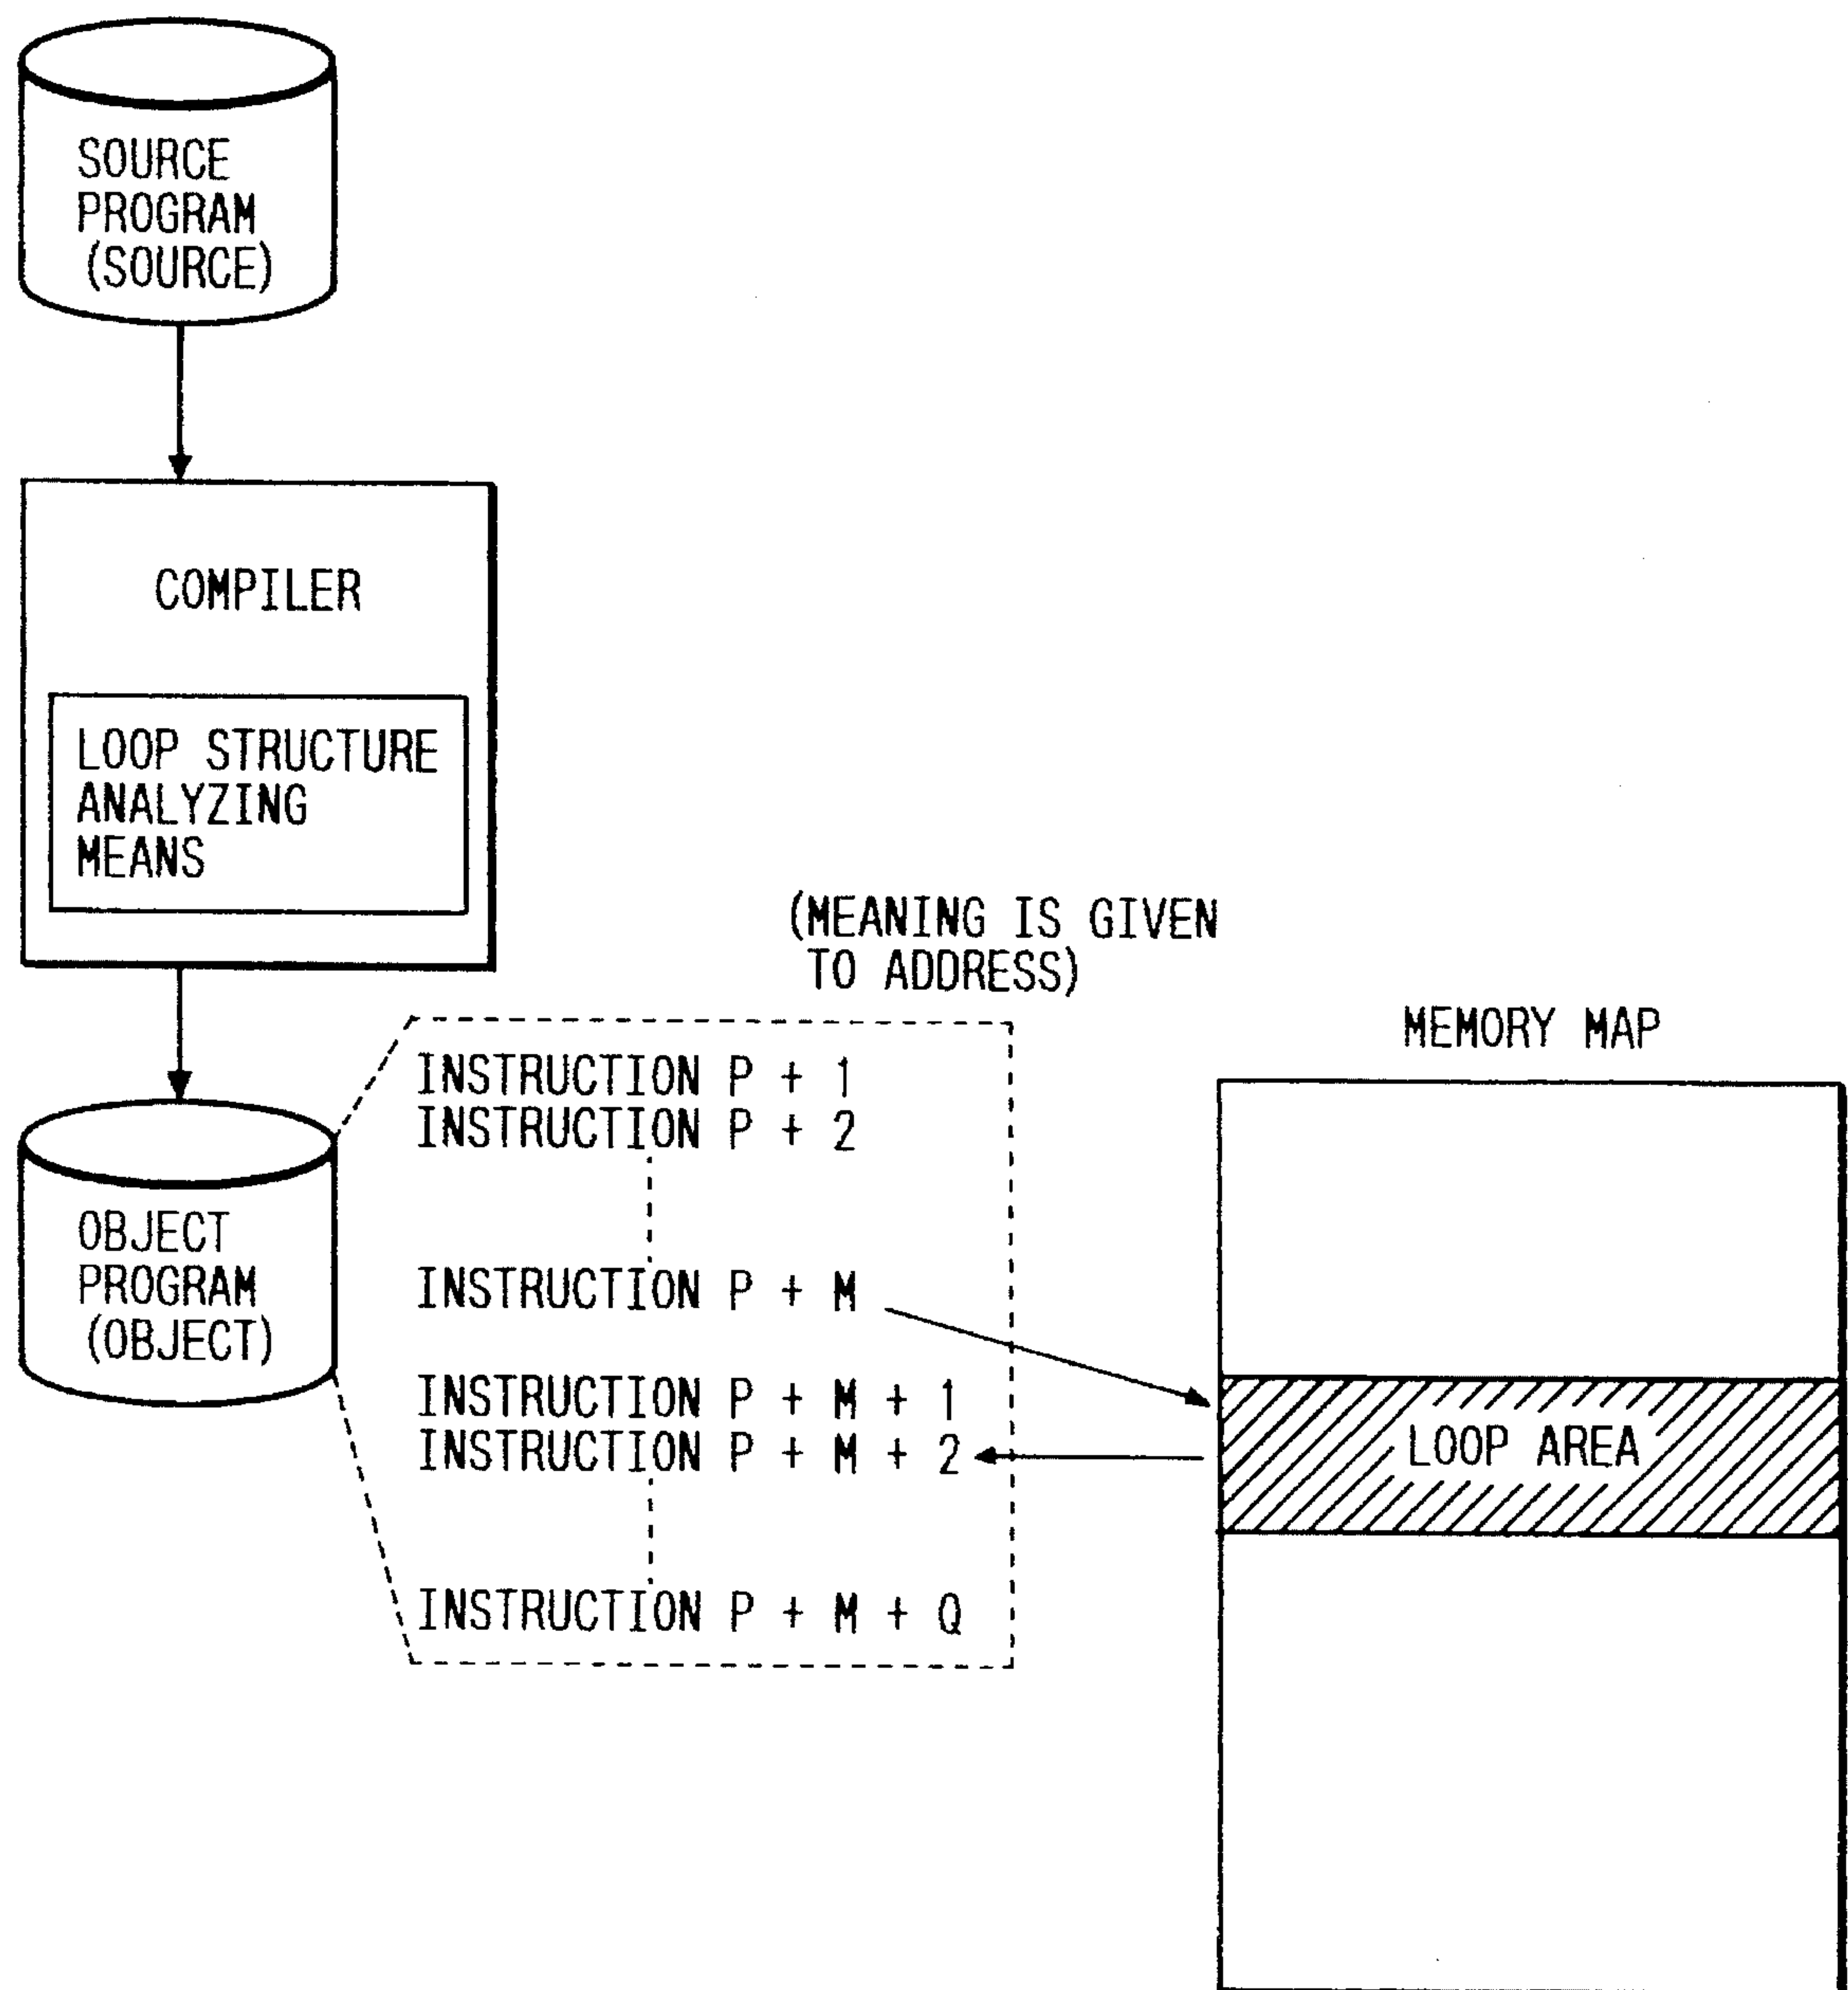 SOURCE
PROGRAM
(SOURCE)
COMPILER
LOOP STRUCTURE
ANALYZING
MEANS
(MEANING IS GIVEN
TO ADDRESS)
MEMORY MAP
INSTRUCTION P + 1
INSTRUCTION P + 2
OBJECT
PROGRAM
(OBJECT)
INSTRUCTION P + M
INSTRUCTION P + M + 1
INSTRUCTION P + M + 2
LOOP AREA
INSTRUCTION P + M + Q